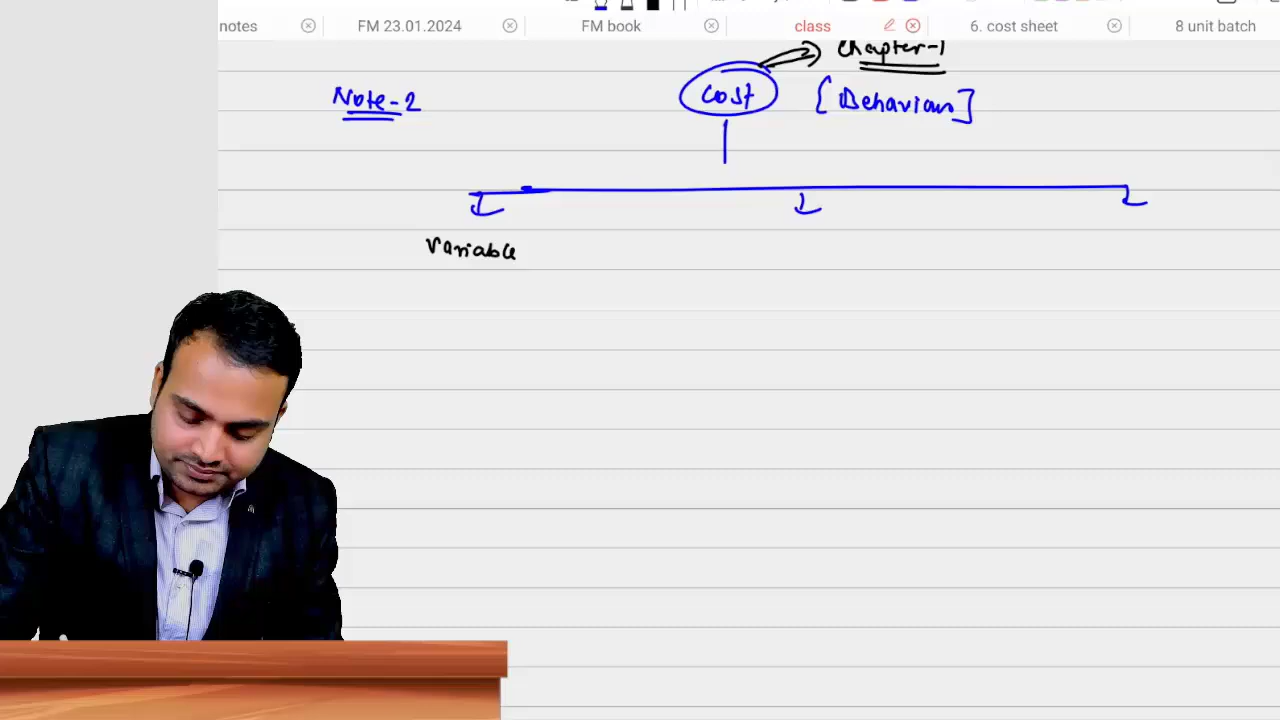 notes FM 23.01.2024 FM book class 6. cost sheet 8 unit batch
Chapter-1
Note-2 Cost [Behaviour]
Variable